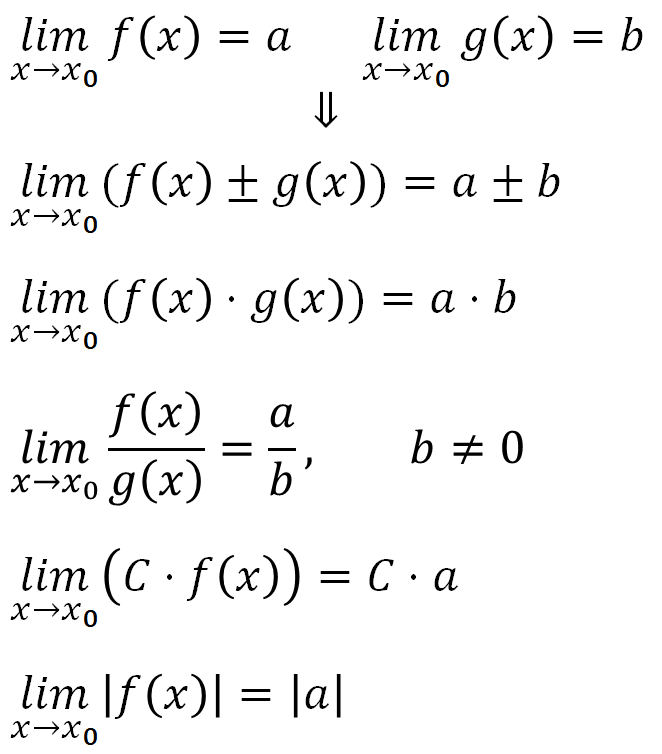 lim x→x₀ f(x) = a    lim x→x₀ g(x) = b
⇓
lim x→x₀ (f(x) ± g(x)) = a ± b
lim x→x₀ (f(x) · g(x)) = a · b
lim x→x₀ f(x)/g(x) = a/b,    b ≠ 0
lim x→x₀ (C · f(x)) = C · a
lim x→x₀ |f(x)| = |a|